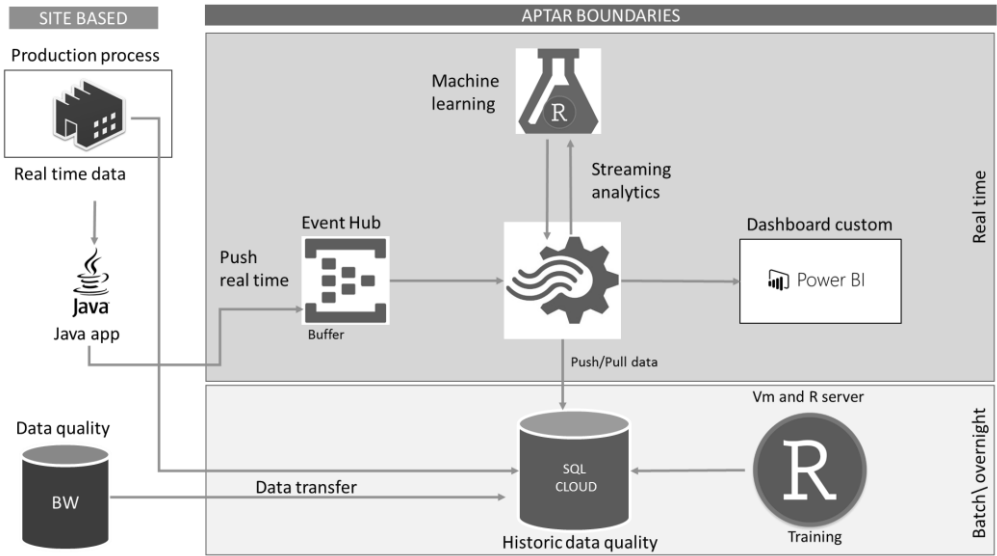 SITE BASED
APTAR BOUNDARIES
Production process
Real time data
Java
Java app
Data quality
BW
Machine
learning
R
Streaming
analytics
Event Hub
Push
real time
Buffer
Dashboard custom
Power BI
Real time
Push/Pull data
Data transfer
SQL
CLOUD
Historic data quality
Vm and R server
R
Training
Batch\overnight